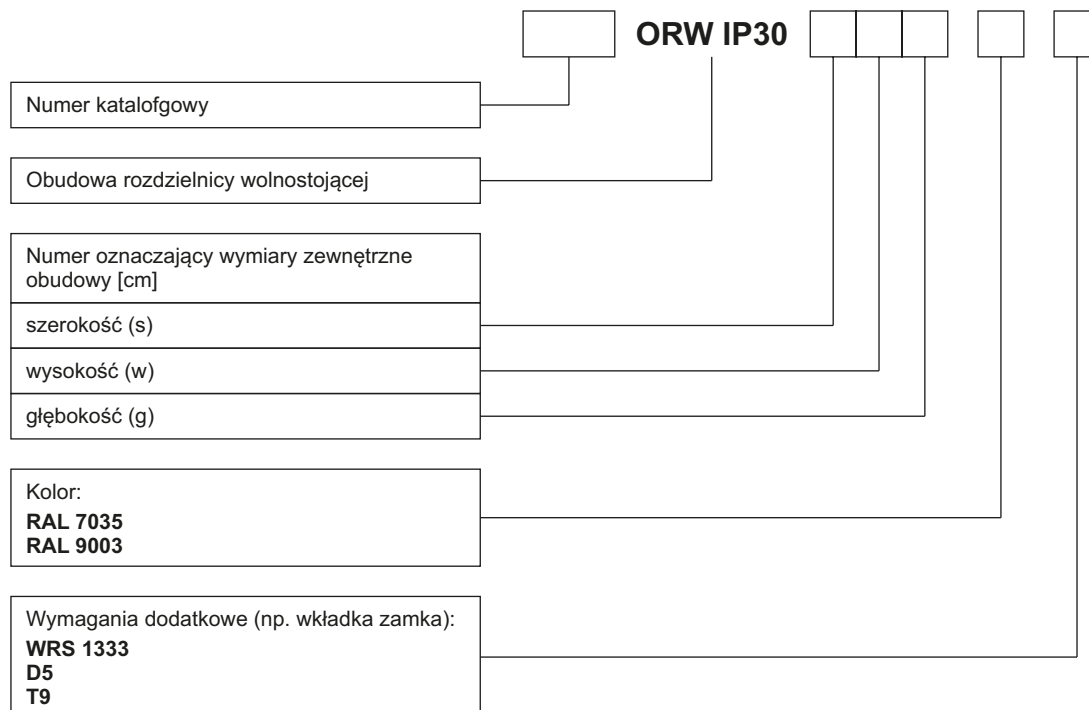 ORW IP30
Numer katalofgowy
Obudowa rozdzielnicy wolnostojącej
Numer oznaczający wymiary zewnętrzne
obudowy [cm]
szerokość (s)
wysokość (w)
głębokość (g)
Kolor:
RAL 7035
RAL 9003
Wymagania dodatkowe (np. wkładka zamka):
WRS 1333
D5
T9